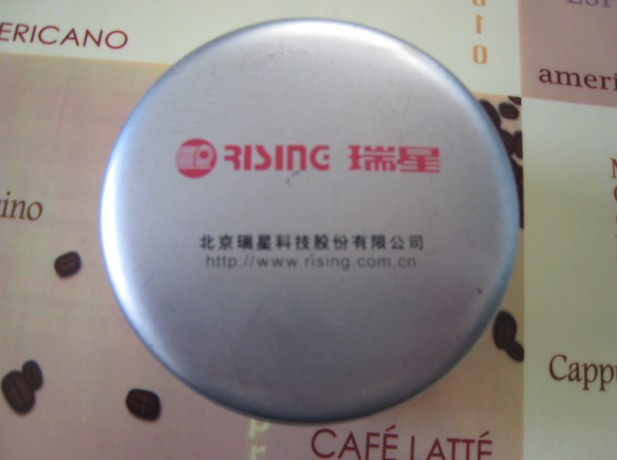 ERICANO
RISING 瑞星
北京瑞星科技股份有限公司
http://www.rising.com.cn
ameri
ino
Cappu
CAFÉ LATTÉ